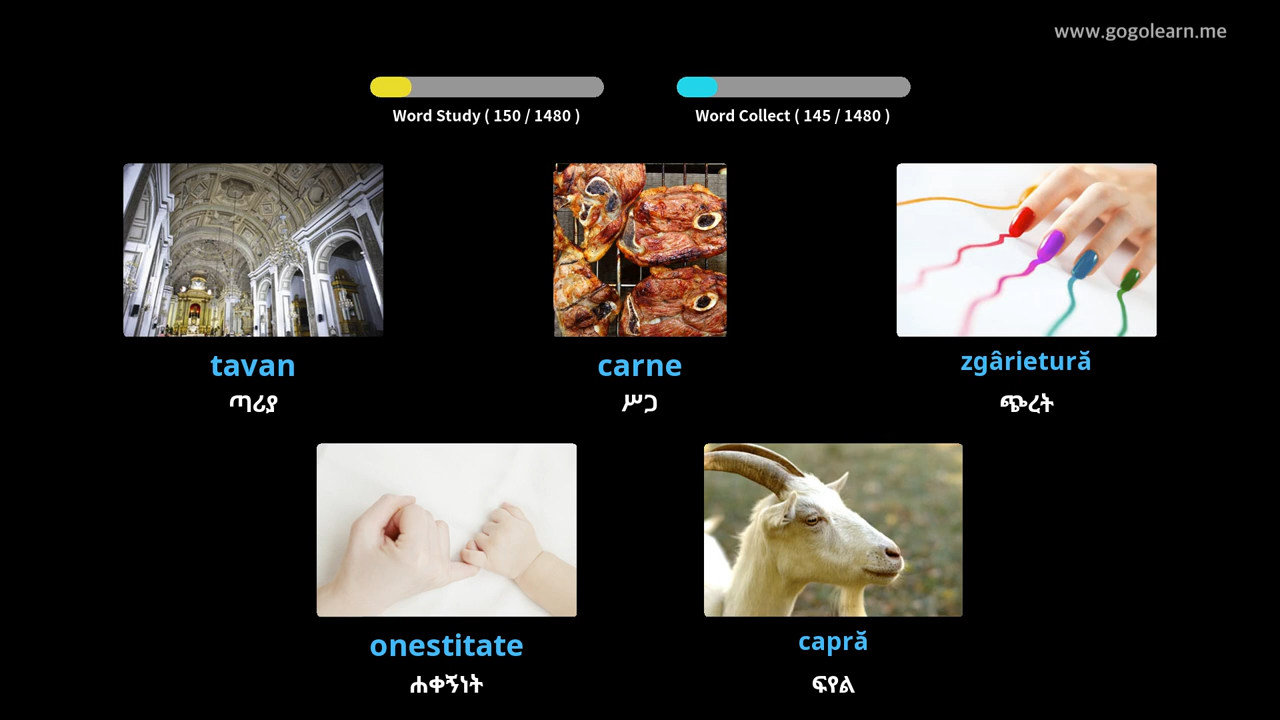 www.gogolearn.me
Word Study ( 150 / 1480 )
Word Collect ( 145 / 1480 )
tavan
ጣሪያ
carne
ሥጋ
zgârietură
ጭረት
onestitate
ሐቀኝነት
capră
ፍየል